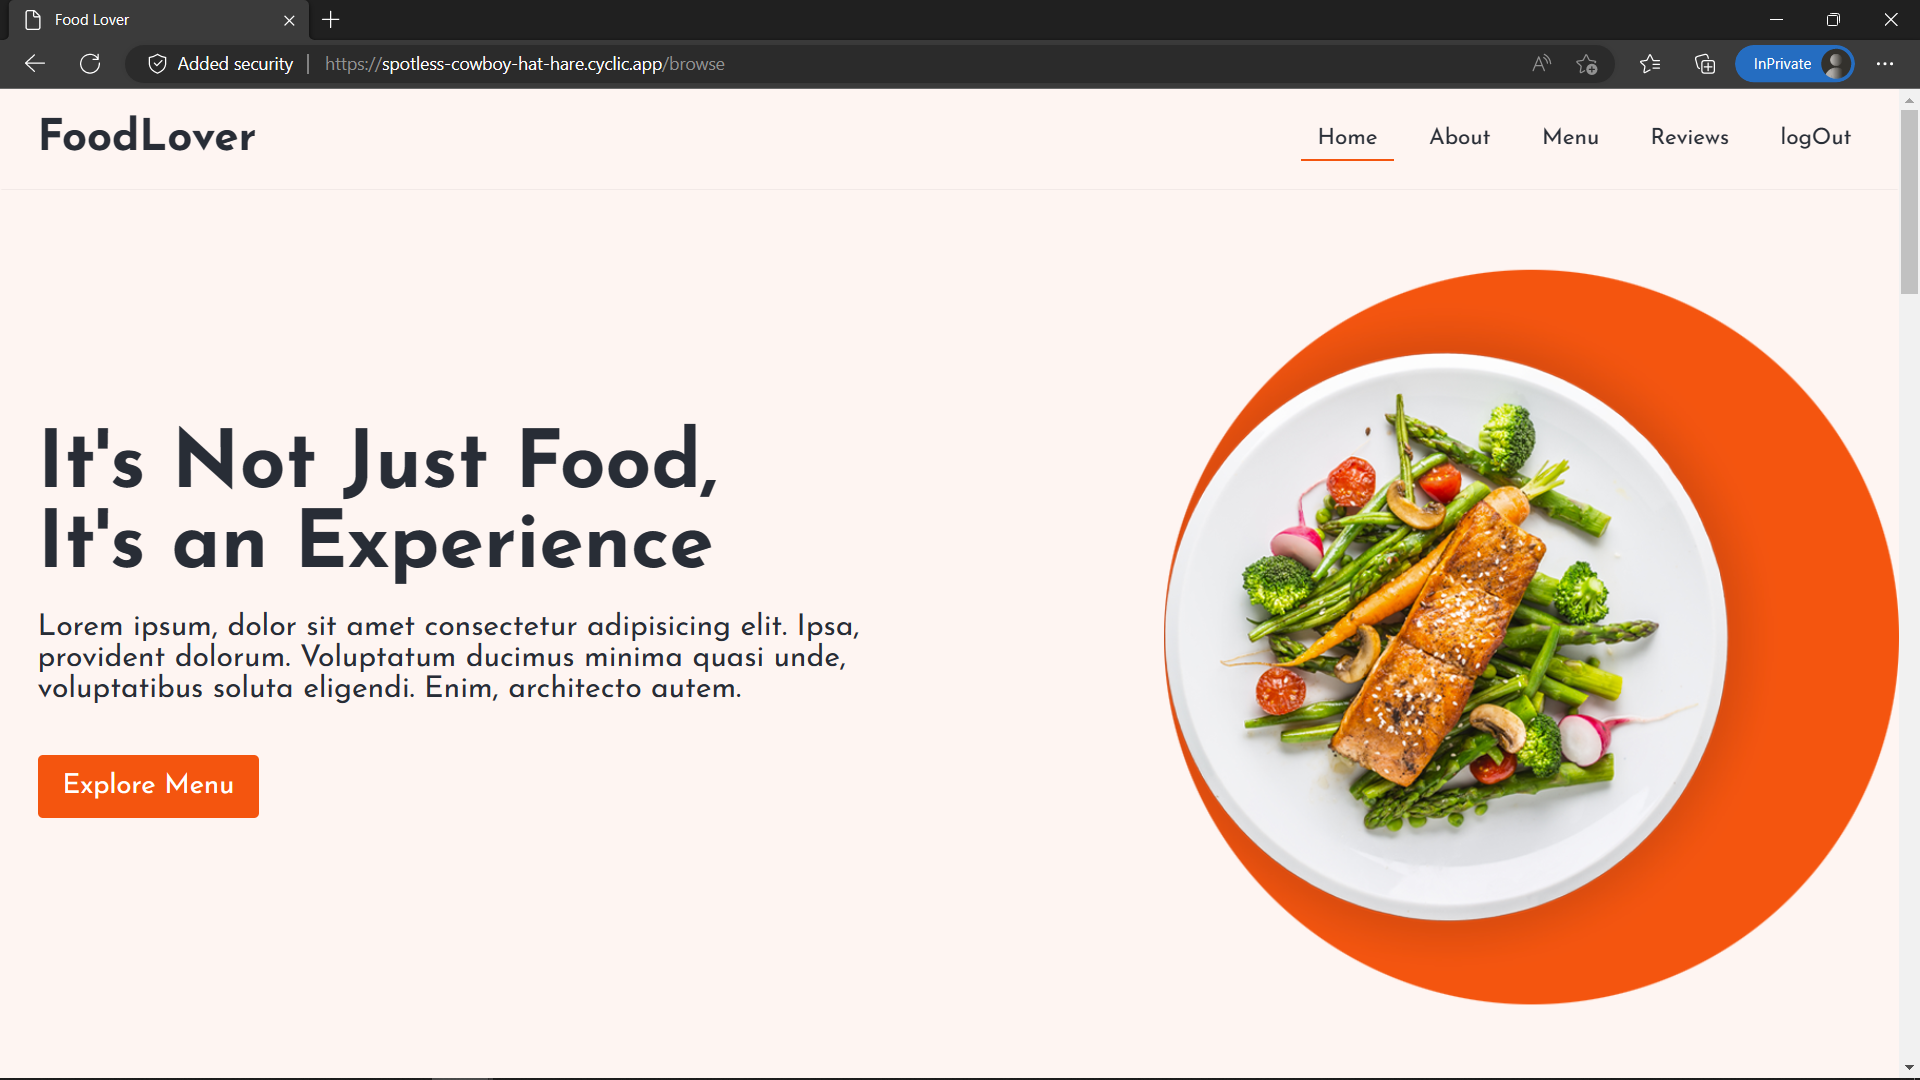 Food Lover
Added security
https://spotless-cowboy-hat-hare.cyclic.app/browse
InPrivate
FoodLover
Home
About
Menu
Reviews
logOut
It's Not Just Food,
It's an Experience
Lorem ipsum, dolor sit amet consectetur adipisicing elit. Ipsa,
provident dolorum. Voluptatum ducimus minima quasi unde,
voluptatibus soluta eligendi. Enim, architecto autem.
Explore Menu